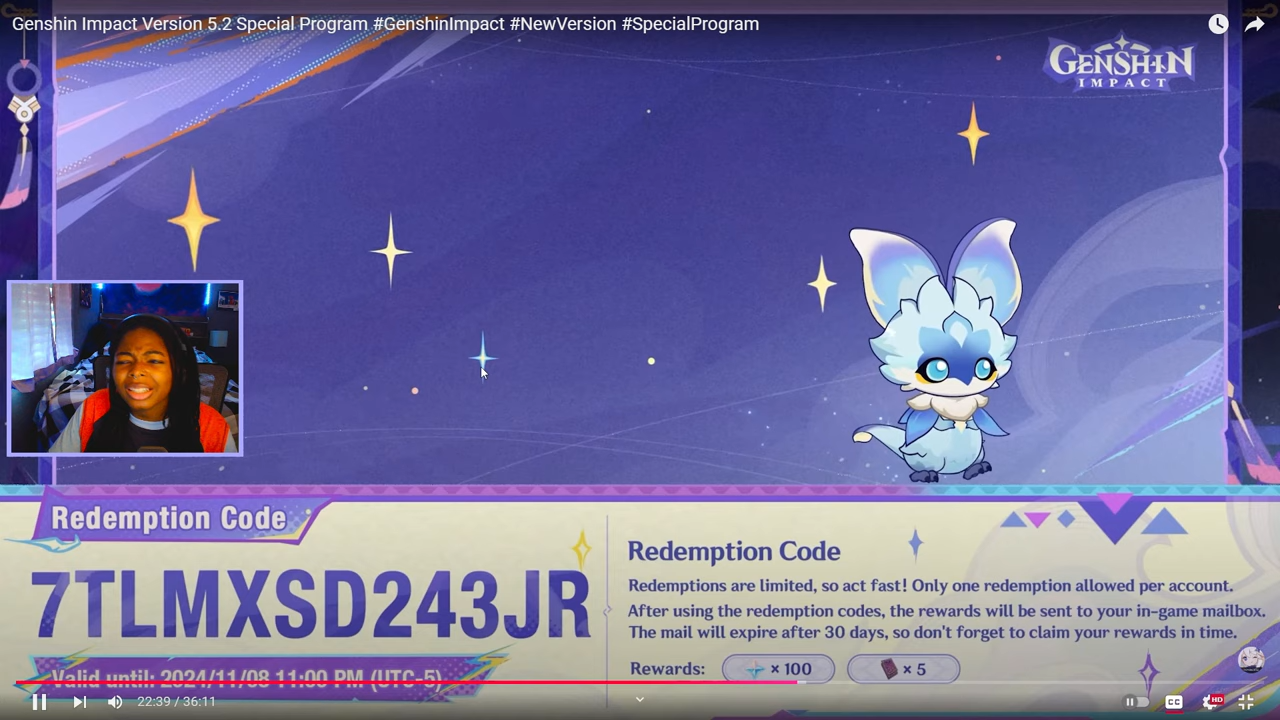 Genshin Impact Version 5.2 Special Program #GenshinImpact #NewVersion #SpecialProgram
GENSHIN
IMPACT
Redemption Code
7TLMXSD243JR
Valid until: 2024/11/08 11:00 PM (UTC-5)
Redemption Code
Redemptions are limited, so act fast! Only one redemption allowed per account.
After using the redemption codes, the rewards will be sent to your in-game mailbox.
The mail will expire after 30 days, so don't forget to claim your rewards in time.
Rewards: × 100 × 5
22:39 / 36:11
CC
HD